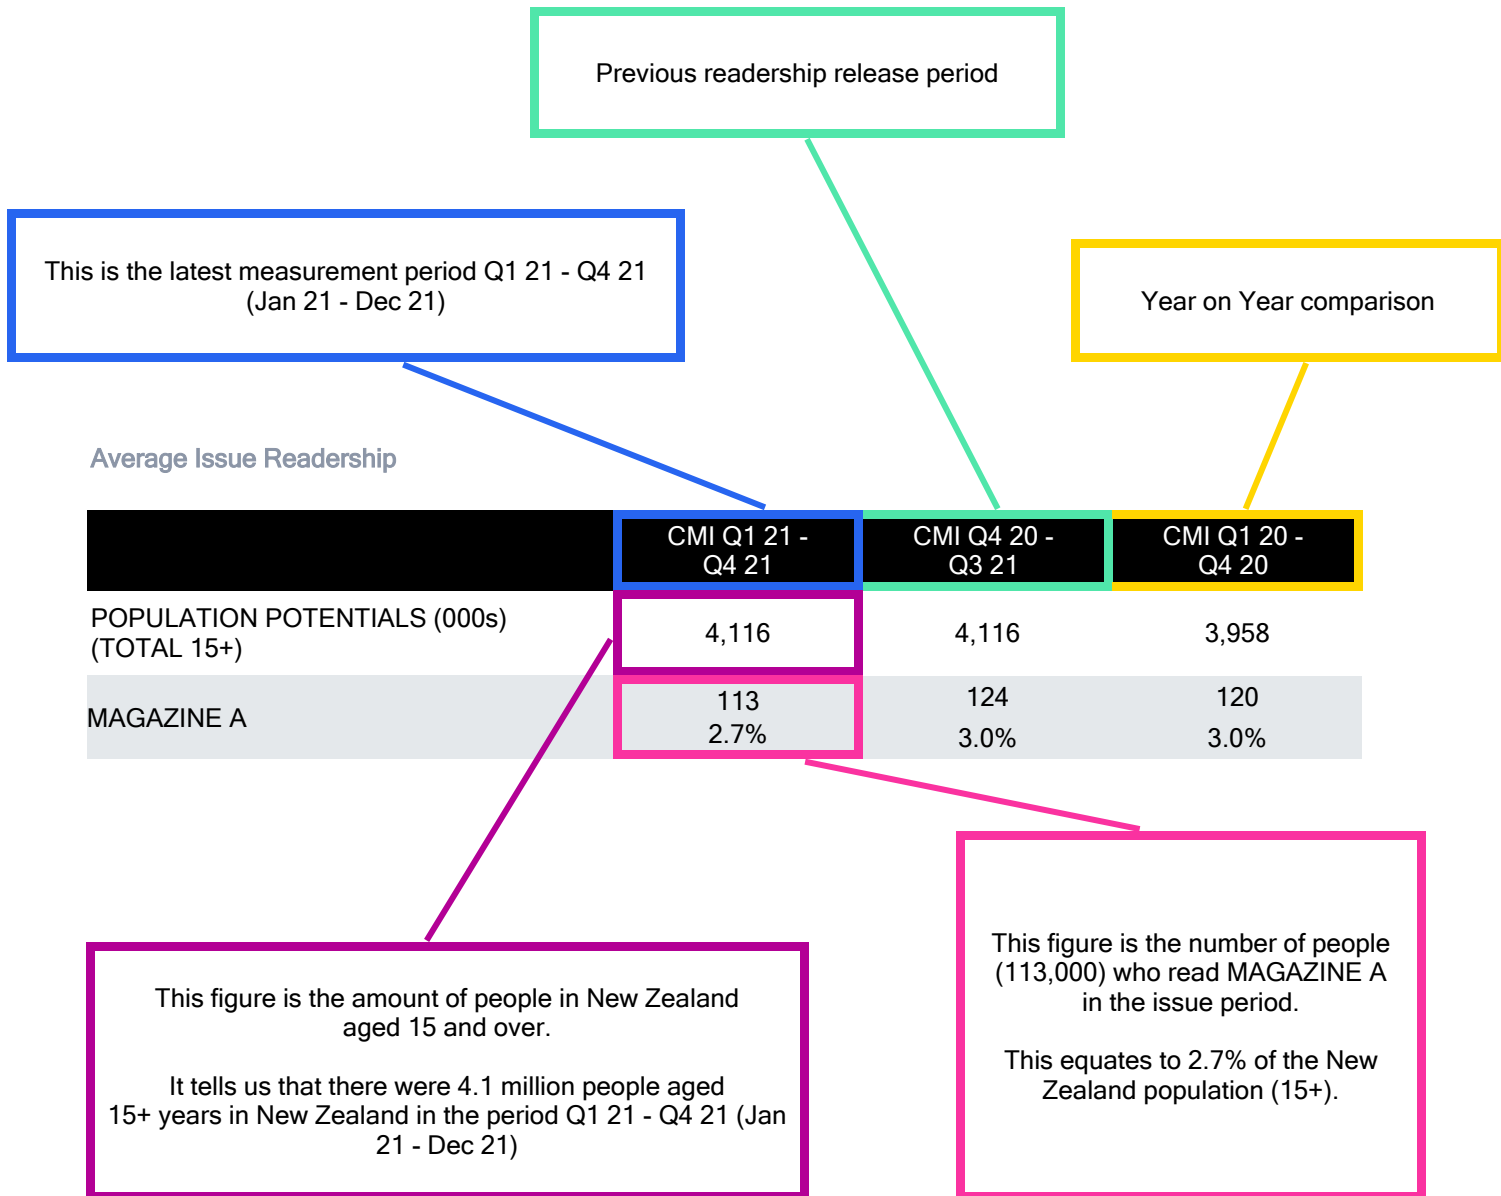 Previous readership release period
This is the latest measurement period Q1 21 - Q4 21
(Jan 21 - Dec 21)
Year on Year comparison
Average Issue Readership
CMI Q1 21 -
Q4 21
CMI Q4 20 -
Q3 21
CMI Q1 20 -
Q4 20
POPULATION POTENTIALS (000s)
(TOTAL 15+)
4,116
4,116
3,958
MAGAZINE A
113
2.7%
124
3.0%
120
3.0%
This figure is the amount of people in New Zealand
aged 15 and over.
It tells us that there were 4.1 million people aged
15+ years in New Zealand in the period Q1 21 - Q4 21 (Jan
21 - Dec 21)
This figure is the number of people
(113,000) who read MAGAZINE A
in the issue period.
This equates to 2.7% of the New
Zealand population (15+).